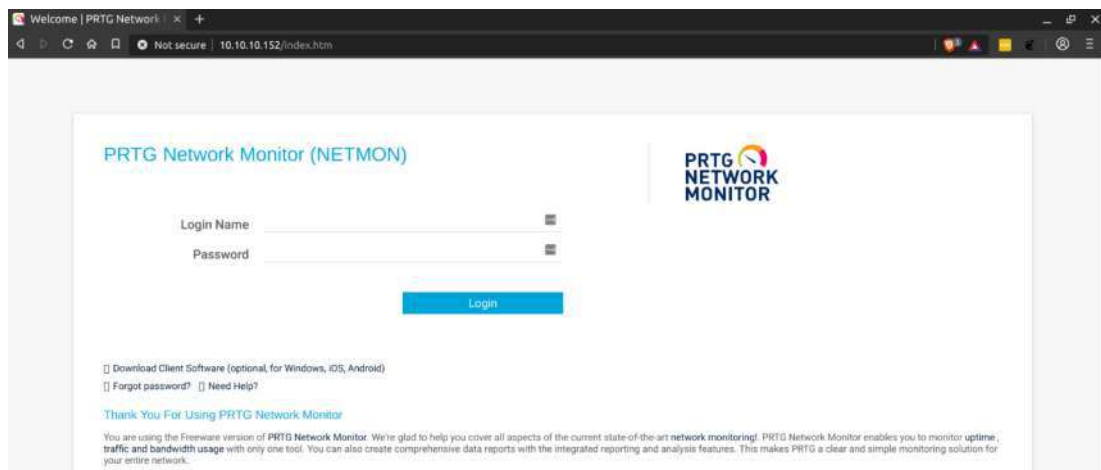 Welcome | PRTG Network
Not secure | 10.10.10.152/index.htm
PRTG Network Monitor (NETMON)
PRTG
NETWORK
MONITOR
Login Name
Password
Login
Download Client Software (optional, for Windows, iOS, Android)
Forgot password? Need Help?
Thank You For Using PRTG Network Monitor
You are using the Freeware version of PRTG Network Monitor. We're glad to help you cover all aspects of the current state-of-the-art network monitoring!. PRTG Network Monitor enables you to monitor uptime,
traffic and bandwidth usage with only one tool. You can also create comprehensive data reports with the integrated reporting and analysis features. This makes PRTG a clear and simple monitoring solution for
your entire network.